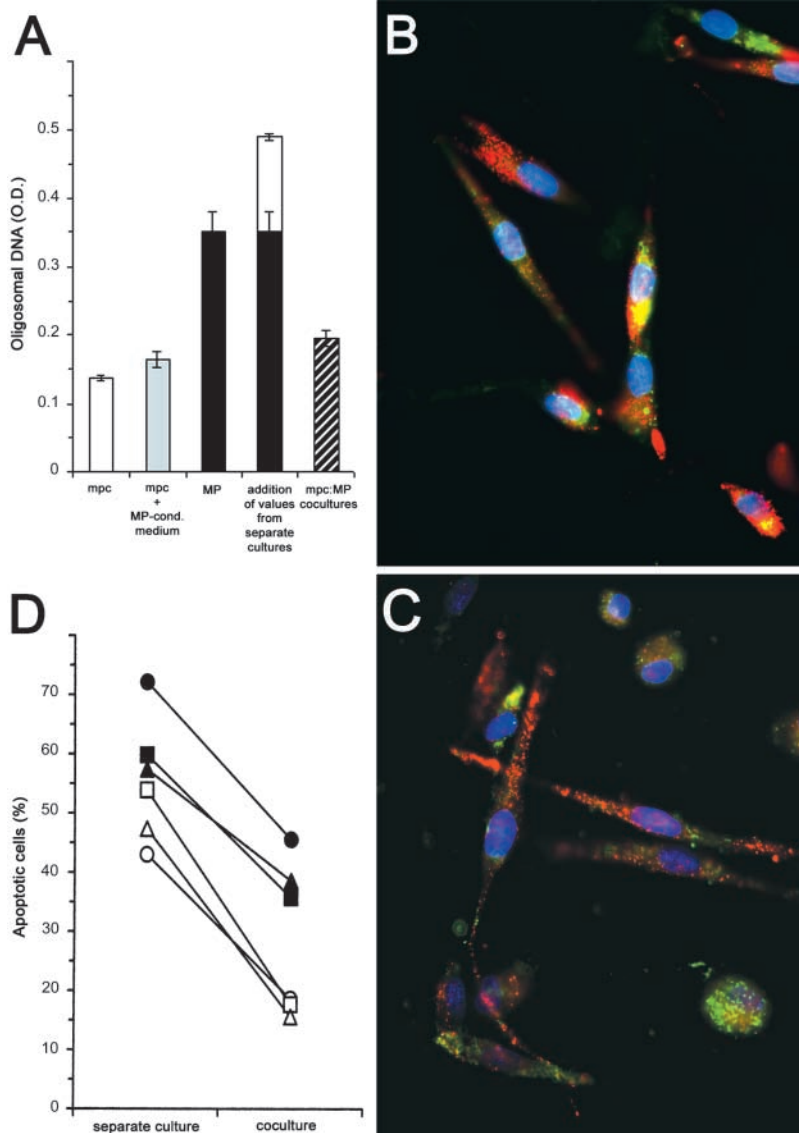 A
Oligosomal DNA (O.D.)
0.5
0.4
0.3
0.2
0.1
0
mpc
mpc
+
MP-cond.
medium
MP
addition
of values
from
separate
cultures
mpc:MP
cocultures
B
D
Apoptotic cells (%)
70
60
50
40
30
20
10
0
separate culture
coculture
C